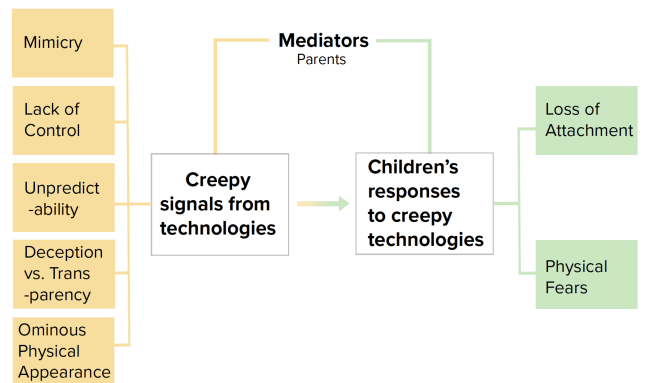 Mimicry
Lack of
Control
Unpredict
-ability
Deception
vs. Trans
-parency
Ominous
Physical
Appearance
Creepy
signals from
technologies
Mediators
Parents
Children's
responses
to creepy
technologies
Loss of
Attachment
Physical
Fears